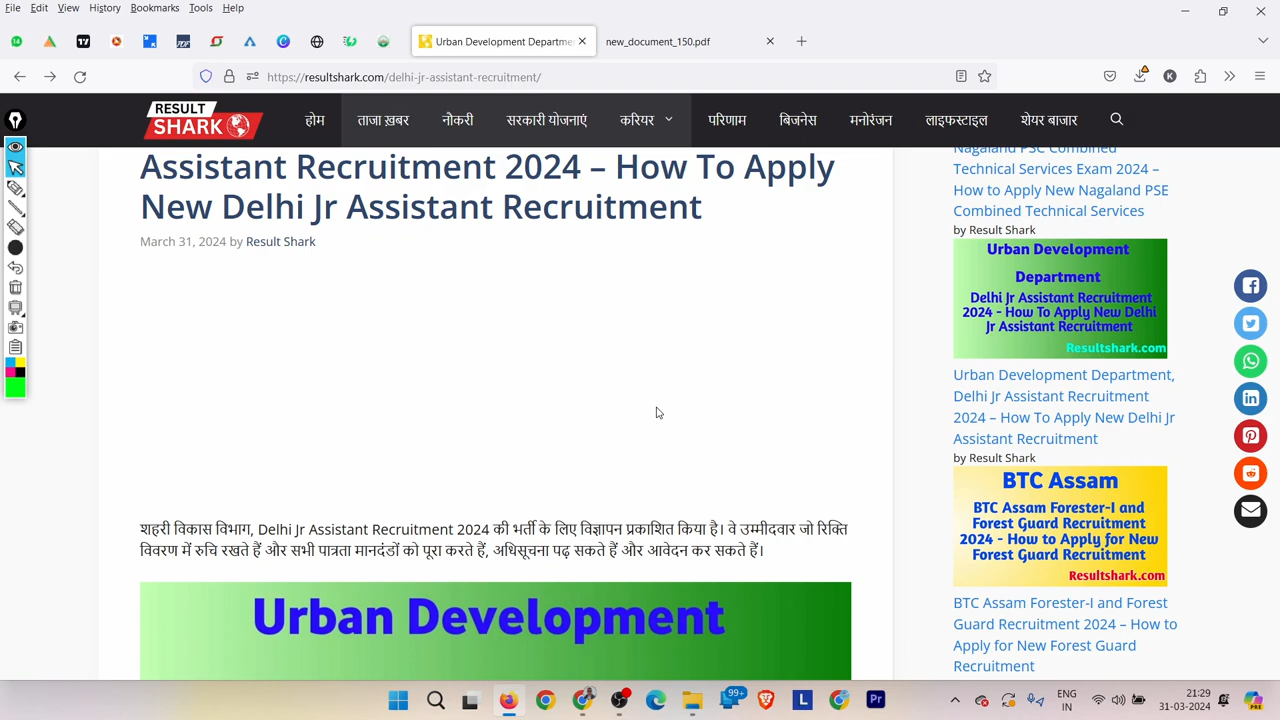 File Edit View History Bookmarks Tools Help
Urban Development Departme
new_document_150.pdf
https://resultshark.com/delhi-jr-assistant-recruitment/
RESULT
SHARK
होम ताजा ख़बर नौकरी सरकारी योजनाएं करियर परिणाम बिजनेस मनोरंजन लाइफस्टाइल शेयर बाजार
Assistant Recruitment 2024 – How To Apply
New Delhi Jr Assistant Recruitment
March 31, 2024 by Result Shark
शहरी विकास विभाग, Delhi Jr Assistant Recruitment 2024 की भर्ती के लिए विज्ञापन प्रकाशित किया है। वे उम्मीदवार जो रिक्ति
विवरण में रुचि रखते हैं और सभी पात्रता मानदंडों को पूरा करते हैं, अधिसूचना पढ़ सकते हैं और आवेदन कर सकते हैं।
Urban Development
Nagaland PSC Combined
Technical Services Exam 2024 –
How to Apply New Nagaland PSE
Combined Technical Services
by Result Shark
Urban Development
Department
Delhi Jr Assistant Recruitment
2024 - How To Apply New Delhi
Jr Assistant Recruitment
Resultshark.com
Urban Development Department,
Delhi Jr Assistant Recruitment
2024 – How To Apply New Delhi Jr
Assistant Recruitment
by Result Shark
BTC Assam
BTC Assam Forester-I and
Forest Guard Recruitment
2024 - How to Apply for New
Forest Guard Recruitment
Resultshark.com
BTC Assam Forester-I and Forest
Guard Recruitment 2024 – How to
Apply for New Forest Guard
Recruitment
99+
ENG
IN
21:29
31-03-2024